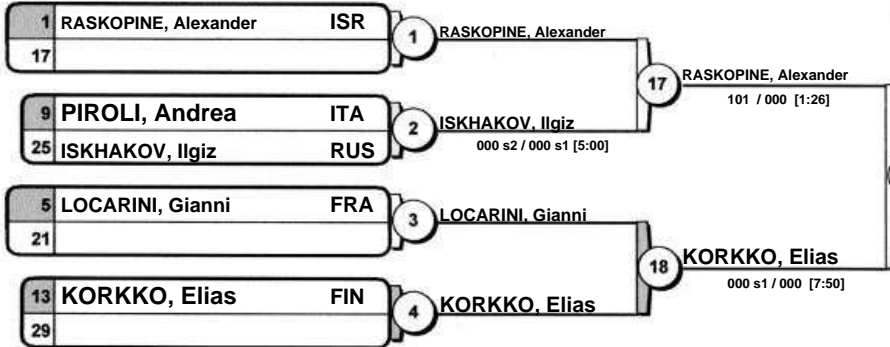 1 RASKOPINE, Alexander ISR
17
1
RASKOPINE, Alexander
9 PIROLI, Andrea ITA
25 ISKHAKOV, Ilgiz RUS
2
ISKHAKOV, Ilgiz
000 s2 / 000 s1 [5:00]
17
RASKOPINE, Alexander
101 / 000 [1:26]
5 LOCARINI, Gianni FRA
21
3
LOCARINI, Gianni
13 KORKKO, Elias FIN
29
4
KORKKO, Elias
18
KORKKO, Elias
000 s1 / 000 [7:50]